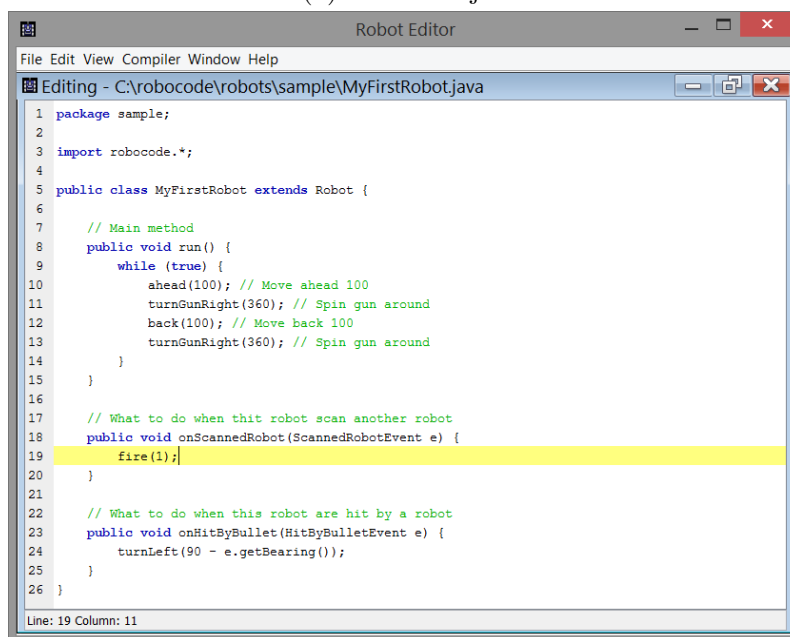 Robot Editor
File Edit View Compiler Window Help
Editing - C:\robocode\robots\sample\MyFirstRobot.java
1 package sample;
2
3 import robocode.*;
4
5 public class MyFirstRobot extends Robot {
6
7 // Main method
8 public void run() {
9 while (true) {
10 ahead(100); // Move ahead 100
11 turnGunRight(360); // Spin gun around
12 back(100); // Move back 100
13 turnGunRight(360); // Spin gun around
14 }
15 }
16
17 // What to do when thit robot scan another robot
18 public void onScannedRobot(ScannedRobotEvent e) {
19 fire(1);
20 }
21
22 // What to do when this robot are hit by a robot
23 public void onHitByBullet(HitByBulletEvent e) {
24 turnLeft(90 - e.getBearing());
25 }
26 }
Line: 19 Column: 11